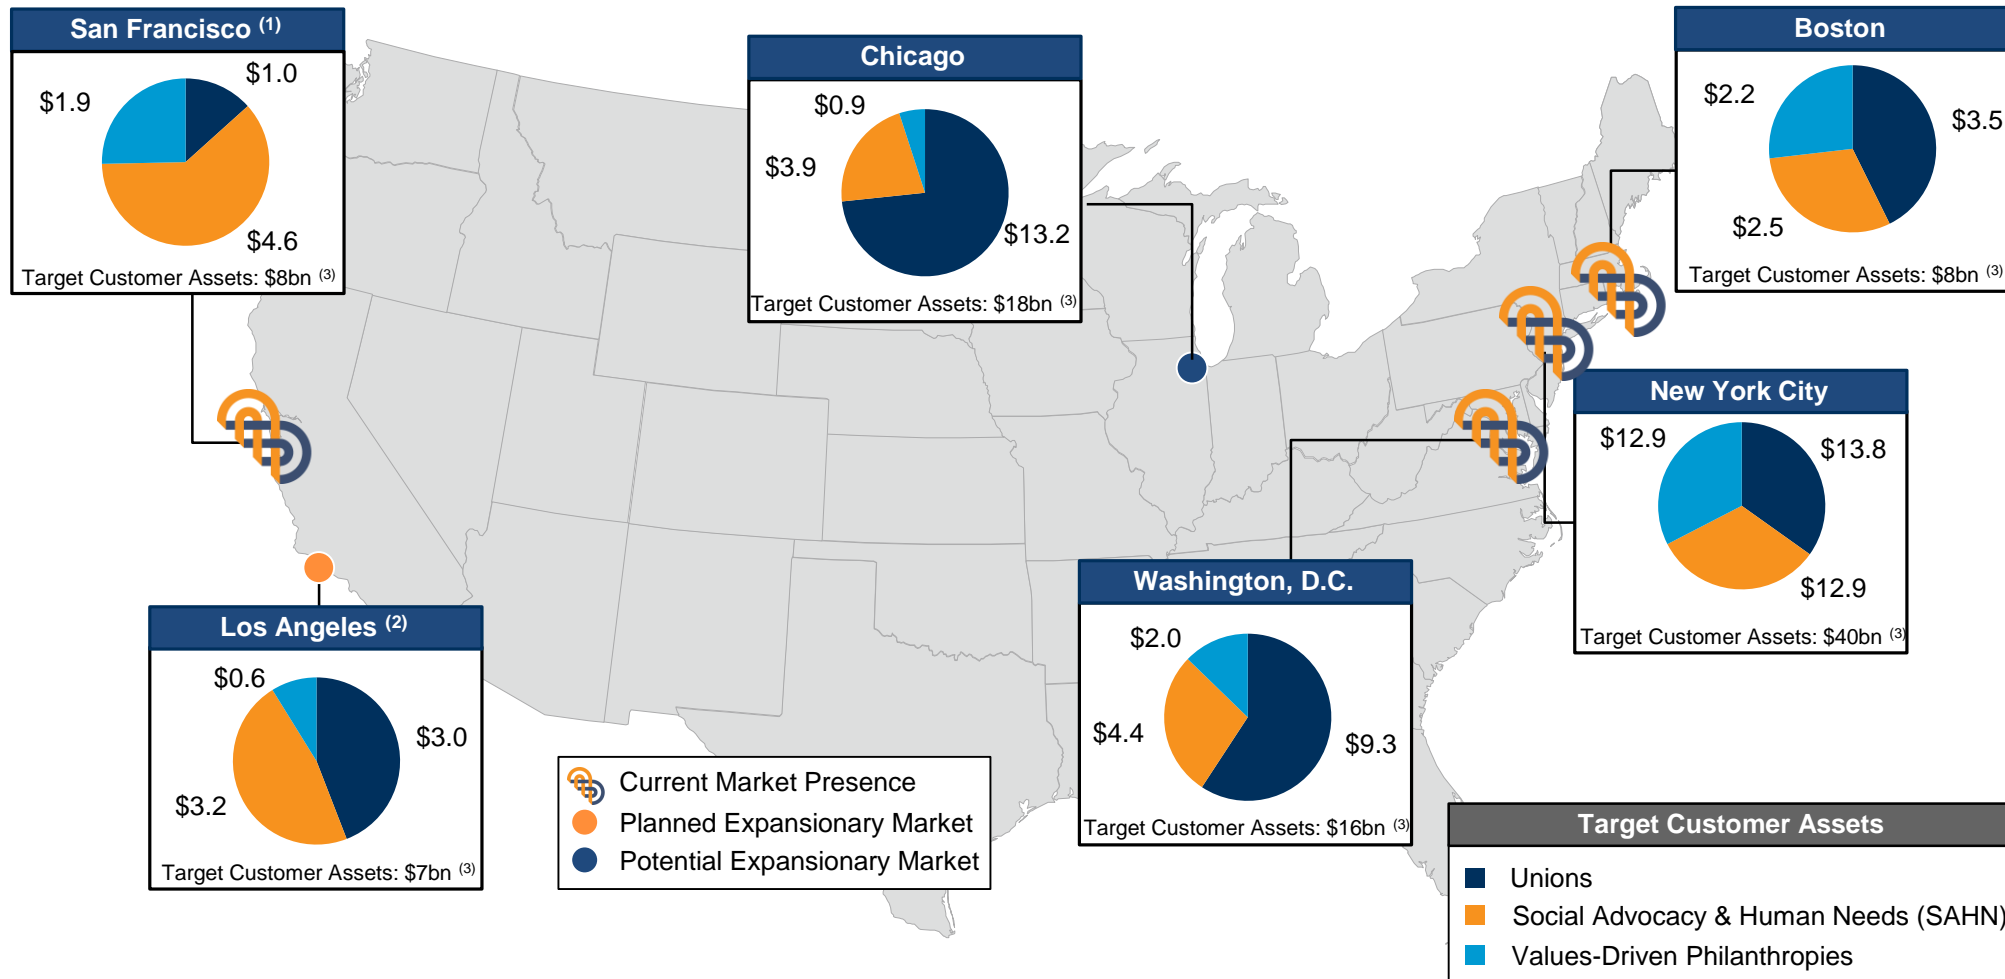 San Francisco (1)
$1.0
$1.9
$4.6
Target Customer Assets: $8bn (3)
Chicago
$0.9
$3.9
$13.2
Target Customer Assets: $18bn (3)
Boston
$2.2
$3.5
$2.5
Target Customer Assets: $8bn (3)
New York City
$12.9
$13.8
$12.9
Target Customer Assets: $40bn (3)
Washington, D.C.
$2.0
$4.4
$9.3
Target Customer Assets: $16bn (3)
Los Angeles (2)
$0.6
$3.0
$3.2
Target Customer Assets: $7bn (3)
Current Market Presence
Planned Expansionary Market
Potential Expansionary Market
Target Customer Assets
Unions
Social Advocacy & Human Needs (SAHN)
Values-Driven Philanthropies